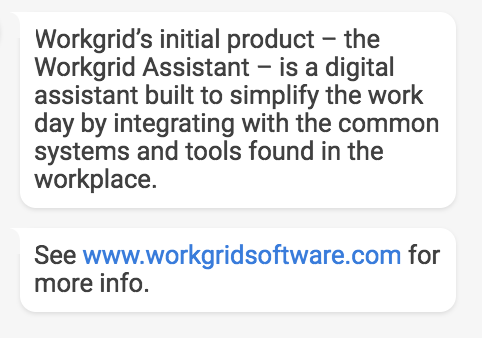 Workgrid’s initial product – the
Workgrid Assistant – is a digital
assistant built to simplify the work
day by integrating with the common
systems and tools found in the
workplace.
See www.workgridsoftware.com for
more info.